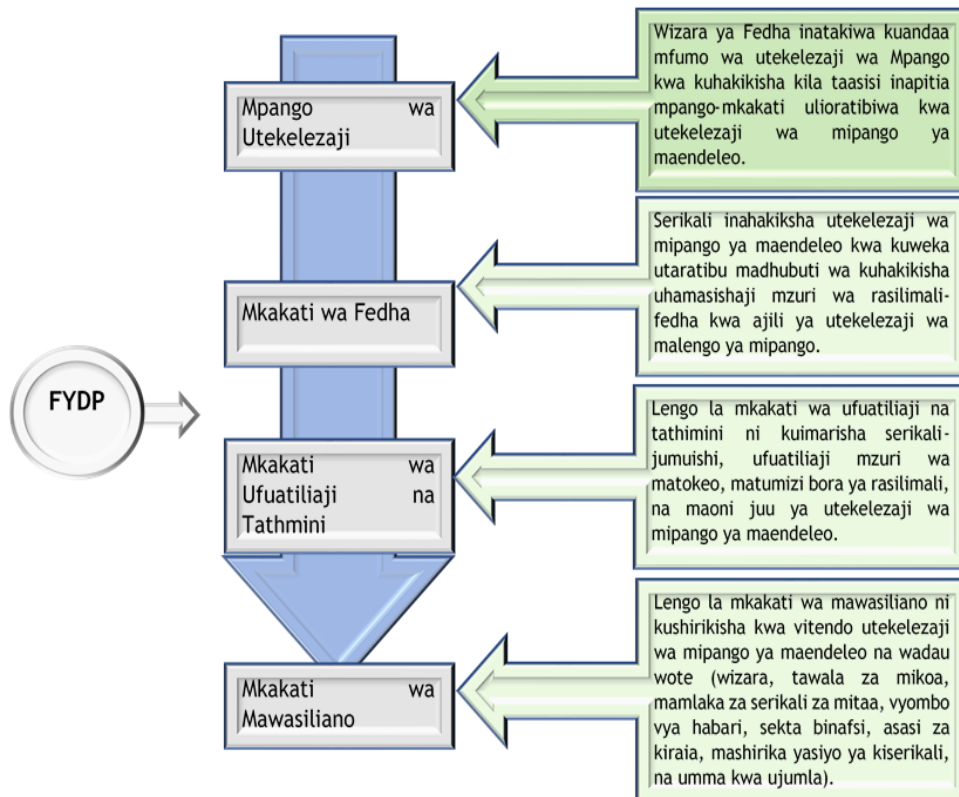 Wizara ya Fedha inatakiwa kuandaa
mfumo wa utekelezaji wa Mpango
kwa kuhakikisha kila taasisi inapitia
mpango-mkakati ulioratibiwa kwa
utekelezaji wa mipango ya
maendeleo.
Mpango wa
Utekelezaji
Serikali inahakiksha utekelezaji wa
mipango ya maendeleo kwa kuweka
utaratibu madhubuti wa kuhakikisha
uhamasishaji mzuri wa rasilimali-
fedha kwa ajili ya utekelezaji wa
malengo ya mipango.
Mkakati wa Fedha
FYDP
Lengo la mkakati wa ufuatiliaji na
tathimini ni kuimarisha serikali-
jumuishi, ufuatiliaji mzuri wa
matokeo, matumizi bora ya rasilimali,
na maoni juu ya utekelezaji wa
mipango ya maendeleo.
Mkakati wa
Ufuatiliaji na
Tathmini
Lengo la mkakati wa mawasiliano ni
kushirikisha kwa vitendo utekelezaji
wa mipango ya maendeleo na wadau
wote (wizara, tawala za mikoa,
mamlaka za serikali za mitaa, vyombo
vya habari, sekta binafsi, asasi za
kiraia, mashirika yasiyo ya kiserikali,
na umma kwa ujumla).
Mkakati wa
Mawasiliano